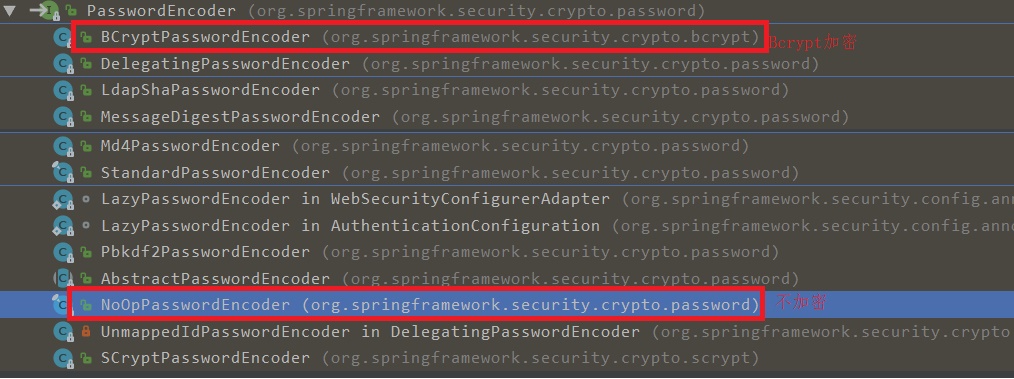 PasswordEncoder (org.springframework.security.crypto.password)
BCryptPasswordEncoder (org.springframework.security.crypto.bcrypt) Bcrypt加密
DelegatingPasswordEncoder (org.springframework.security.crypto.password)
LdapShaPasswordEncoder (org.springframework.security.crypto.password)
MessageDigestPasswordEncoder (org.springframework.security.crypto.password)
Md4PasswordEncoder (org.springframework.security.crypto.password)
StandardPasswordEncoder (org.springframework.security.crypto.password)
LazyPasswordEncoder in WebSecurityConfigurerAdapter (org.springframework.security.config.ann
LazyPasswordEncoder in AuthenticationConfiguration (org.springframework.security.config.anno
Pbkdf2PasswordEncoder (org.springframework.security.crypto.password)
AbstractPasswordEncoder (org.springframework.security.crypto.password)
NoOpPasswordEncoder (org.springframework.security.crypto.password) 不加密
UnmappedIdPasswordEncoder in DelegatingPasswordEncoder (org.springframework.security.crypto
SCryptPasswordEncoder (org.springframework.security.crypto.scrypt)